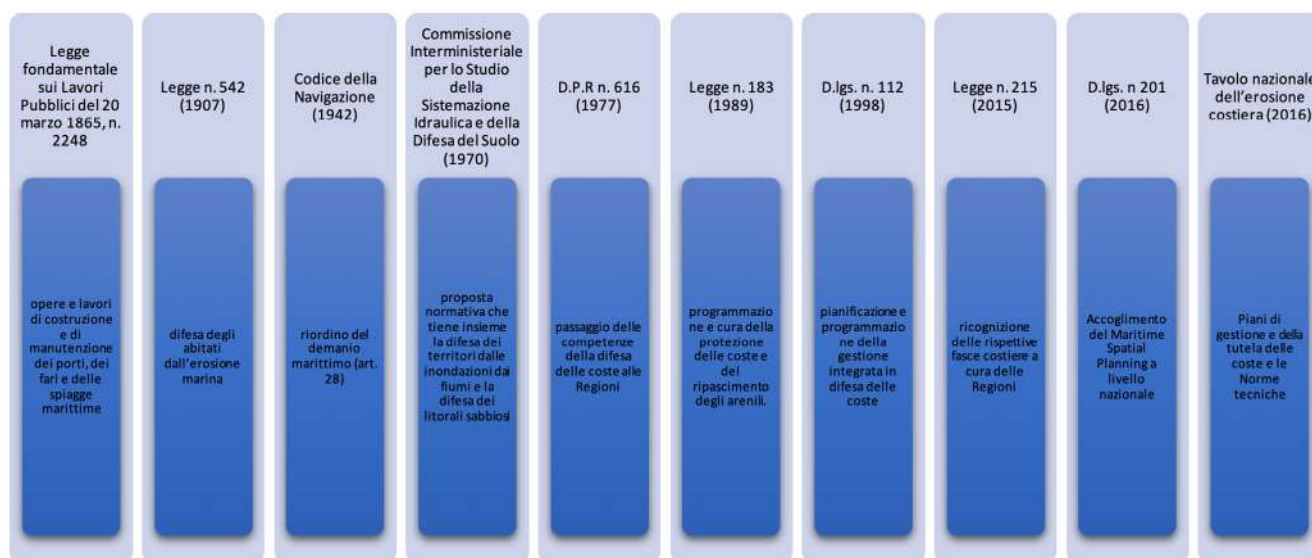 Legge
fondamentale
sui Lavori
Pubblici del 20
marzo 1865, n.
2248
opere e lavori
di costruzione
e di
manutenzione
dei porti, dei
fari e delle
spiagge
marittime
Legge n. 542
(1907)
difesa degli
abitati
dall'erosione
marina
Codice della
Navigazione
(1942)
riordino del
demanio
marittimo (art.
28)
Commissione
Interministeriale
per lo Studio
della
Sistemazione
Idraulica e della
Difesa del Suolo
(1970)
proposta
normativa che
tiene insieme
la difesa dei
territori dalle
inondazioni dai
fiumi e la
difesa dei
litorali sabbiosi
D.P.R n. 616
(1977)
passaggio delle
competenze
della difesa
delle coste alle
Regioni
Legge n. 183
(1989)
programmazio
ne e cura della
protezione
delle coste e
del
ripascimento
degli arenili.
D.lgs. n. 112
(1998)
pianificazione e
programmazio
ne della
gestione
integrata in
difesa delle
coste
Legge n. 215
(2015)
ricognizione
delle rispettive
fasce costiere a
cura delle
Regioni
D.lgs. n 201
(2016)
Accoglimento
del Maritime
Spatial
Planning a
livello
nazionale
Tavolo nazionale
dell'erosione
costiera (2016)
Piani di
gestione e della
tutela delle
coste e le
Norme
tecniche